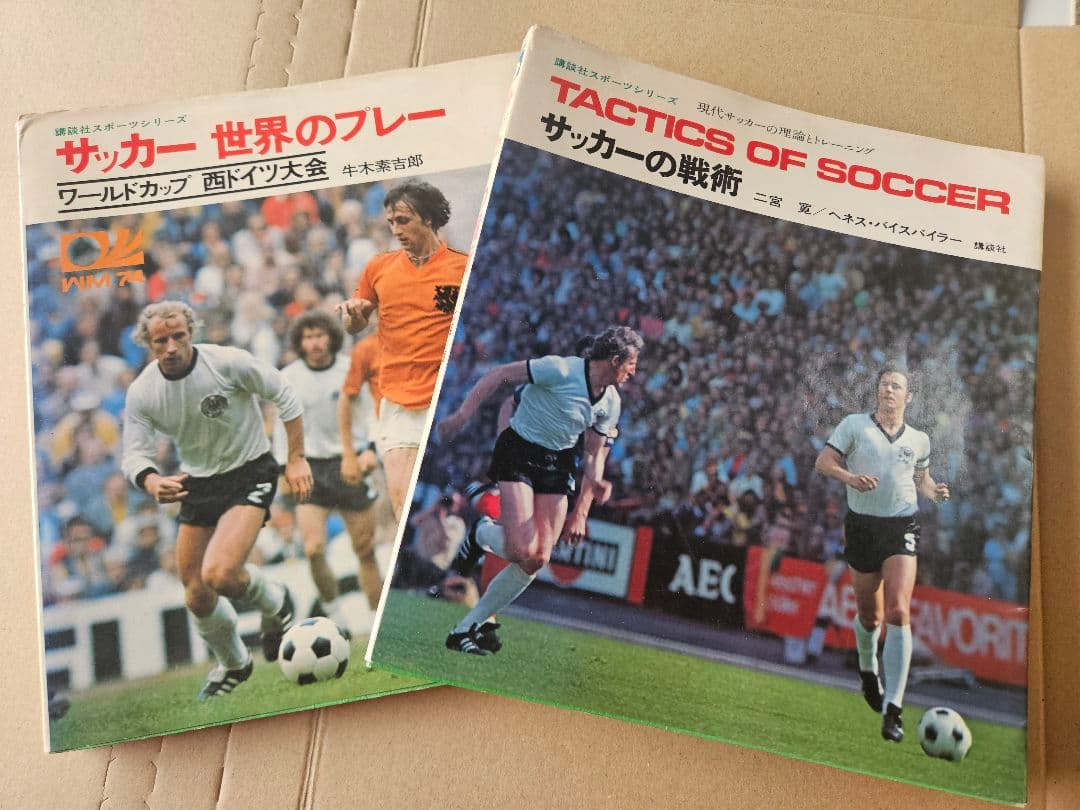 講談社スポーツシリーズ
サッカー 世界のプレー
ワールドカップ 西ドイツ大会 牛木素吉郎
WM 74
2
講談社スポーツシリーズ 現代サッカーの理論とトレーニング
TACTICS OF SOCCER
サッカーの戦術 二宮 寛/ヘネス・バイスバイラー 講談社
AEG
FAVORIT
5